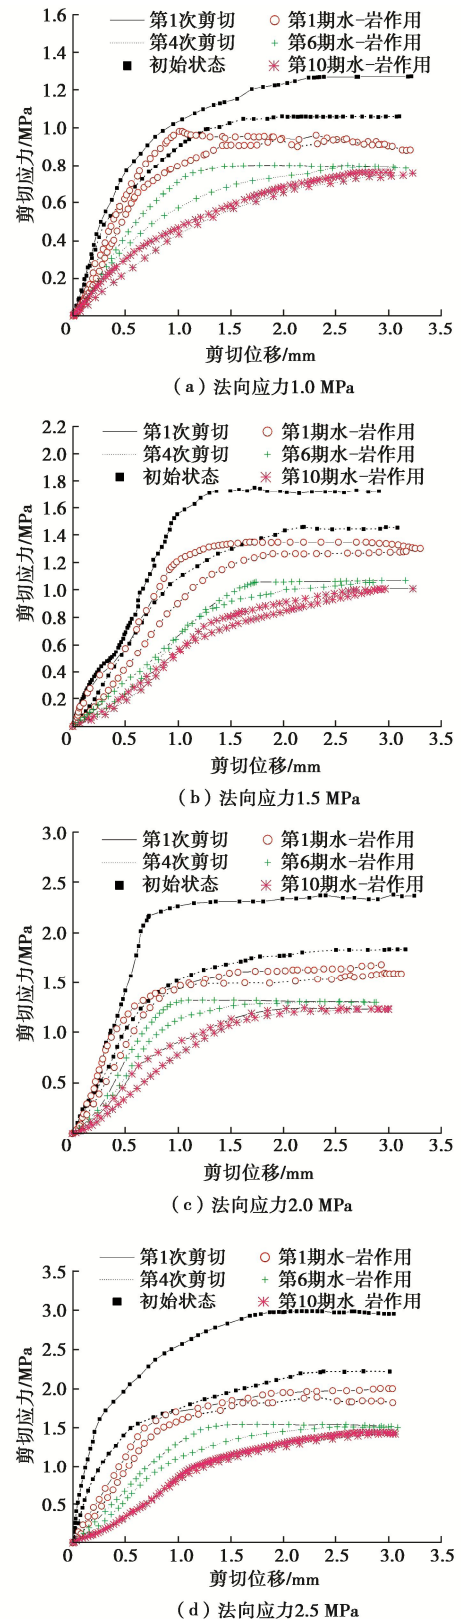 1.6
第1次剪切 第1期水-岩作用
第4次剪切 第6期水-岩作用
1.4
初始状态 第10期水-岩作用
1.2
1.0
0.8
0.6
0.4
0.2
剪切应力/MPa
0 0.5 1.0 1.5 2.0 2.5 3.0 3.5
剪切位移/mm
(a)法向应力1.0 MPa
2.2
第1次剪切 第1期水-岩作用
2.0
第4次剪切 第6期水-岩作用
1.8
初始状态 第10期水-岩作用
1.6
1.4
1.2
1.0
0.8
0.6
0.4
0.2
剪切应力/MPa
0 0.5 1.0 1.5 2.0 2.5 3.0 3.5
剪切位移/mm
(b)法向应力1.5 MPa
3.0
第1次剪切 第1期水-岩作用
第4次剪切 第6期水-岩作用
2.5
初始状态 第10期水-岩作用
2.0
1.5
1.0
0.5
剪切应力/MPa
0 0.5 1.0 1.5 2.0 2.5 3.0 3.5
剪切位移/mm
(c)法向应力2.0 MPa
第1次剪切 第1期水-岩作用
3.5
第4次剪切 第6期水-岩作用
3.0
初始状态 第10期水 岩作用
2.5
2.0
1.5
1.0
0.5
剪切应力/MPa
0 0.5 1.0 1.5 2.0 2.5 3.0 3.5
剪切位移/mm
(d)法向应力2.5 MPa